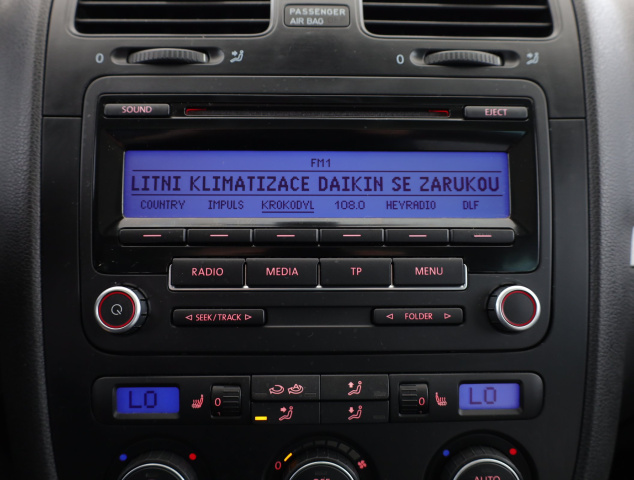 PASSENGER
AIR BAG
0 0
SOUND EJECT
FM1
LITNI KLIMATIZACE DAIKIN SE ZARUKOU
COUNTRY IMPULS KROKODYL 108.0 HEYRADIO DLF
RADIO MEDIA TP MENU
◁ SEEK/TRACK ▷ ◁ FOLDER ▷
LO 0 0 LO
0
OFF AUTO